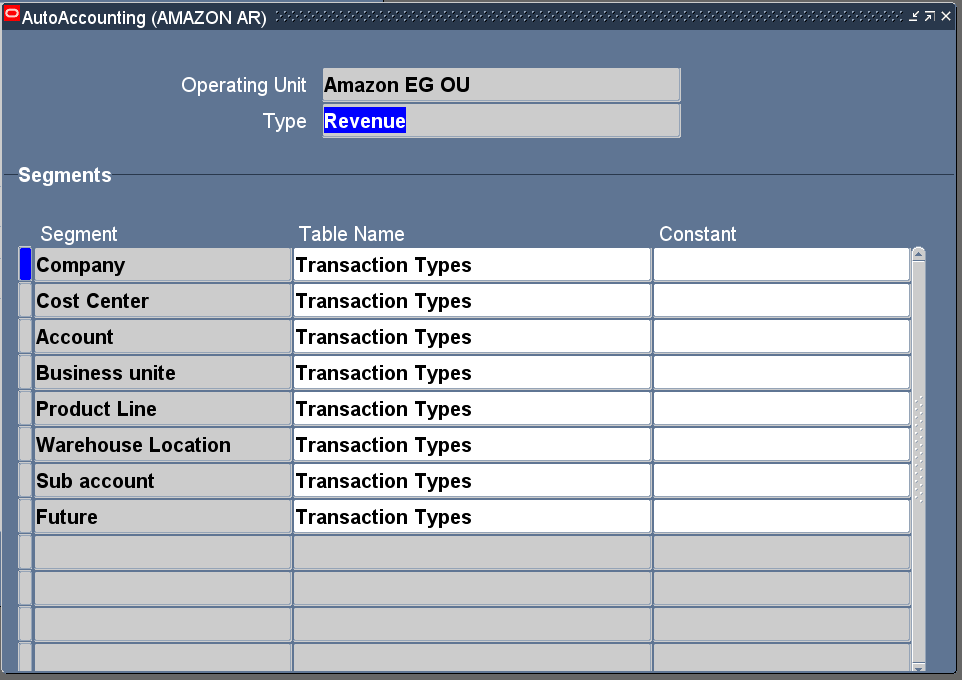 AutoAccounting (AMAZON AR)
Operating Unit Amazon EG OU
Type Revenue
Segments
Segment Table Name Constant
Company Transaction Types
Cost Center Transaction Types
Account Transaction Types
Business unite Transaction Types
Product Line Transaction Types
Warehouse Location Transaction Types
Sub account Transaction Types
Future Transaction Types